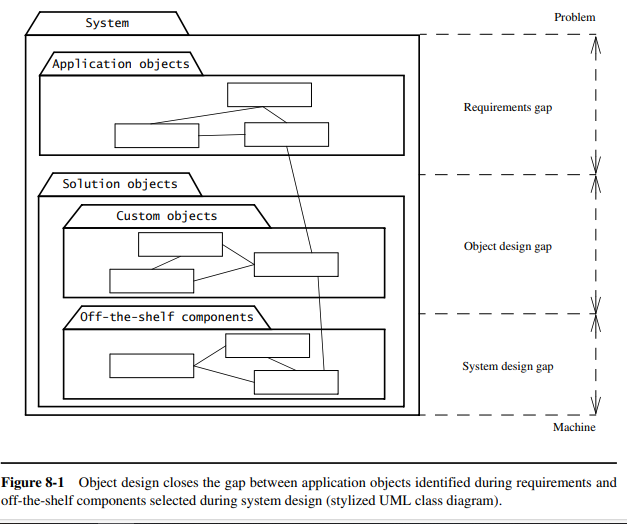 System
Problem
Application objects
Requirements gap
Solution objects
Custom objects
Object design gap
Off-the-shelf components
System design gap
Machine
Figure 8-1 Object design closes the gap between application objects identified during requirements and
off-the-shelf components selected during system design (stylized UML class diagram).